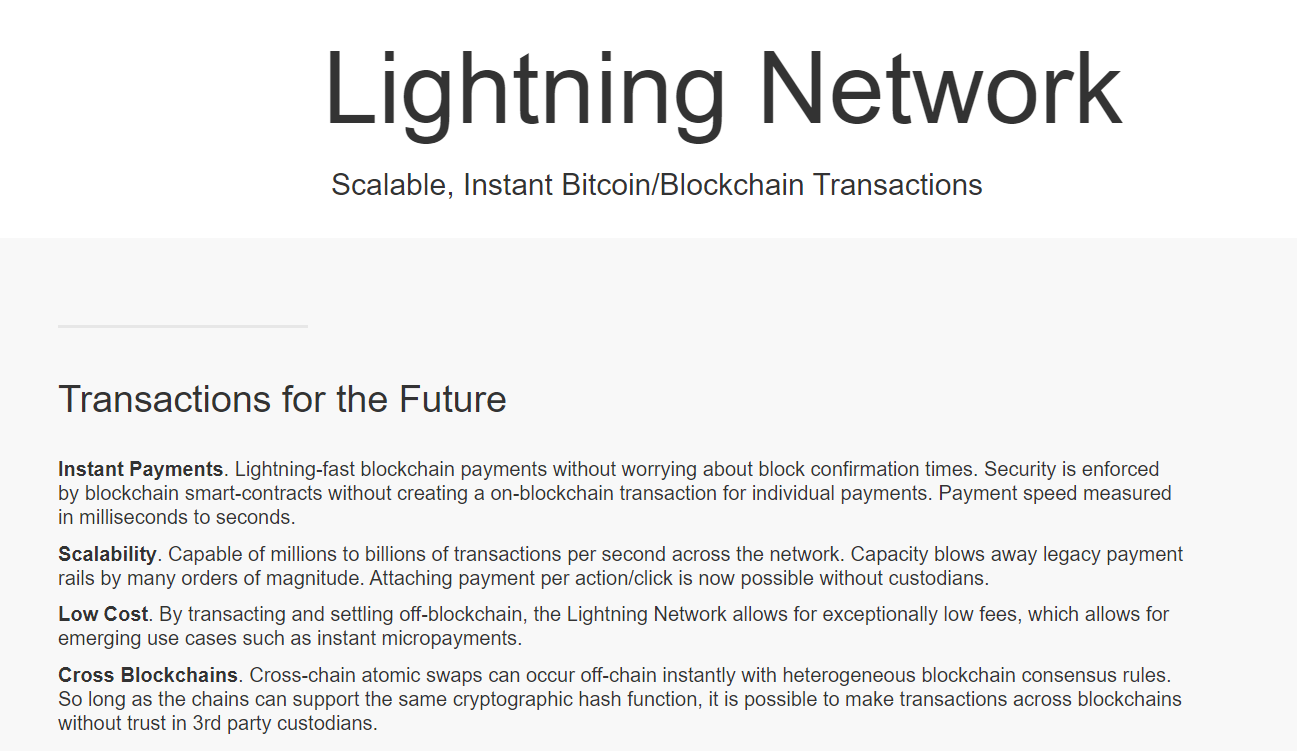 Lightning Network
Scalable, Instant Bitcoin/Blockchain Transactions
Transactions for the Future
Instant Payments. Lightning-fast blockchain payments without worrying about block confirmation times. Security is enforced
by blockchain smart-contracts without creating a on-blockchain transaction for individual payments. Payment speed measured
in milliseconds to seconds.
Scalability. Capable of millions to billions of transactions per second across the network. Capacity blows away legacy payment
rails by many orders of magnitude. Attaching payment per action/click is now possible without custodians.
Low Cost. By transacting and settling off-blockchain, the Lightning Network allows for exceptionally low fees, which allows for
emerging use cases such as instant micropayments.
Cross Blockchains. Cross-chain atomic swaps can occur off-chain instantly with heterogeneous blockchain consensus rules.
So long as the chains can support the same cryptographic hash function, it is possible to make transactions across blockchains
without trust in 3rd party custodians.